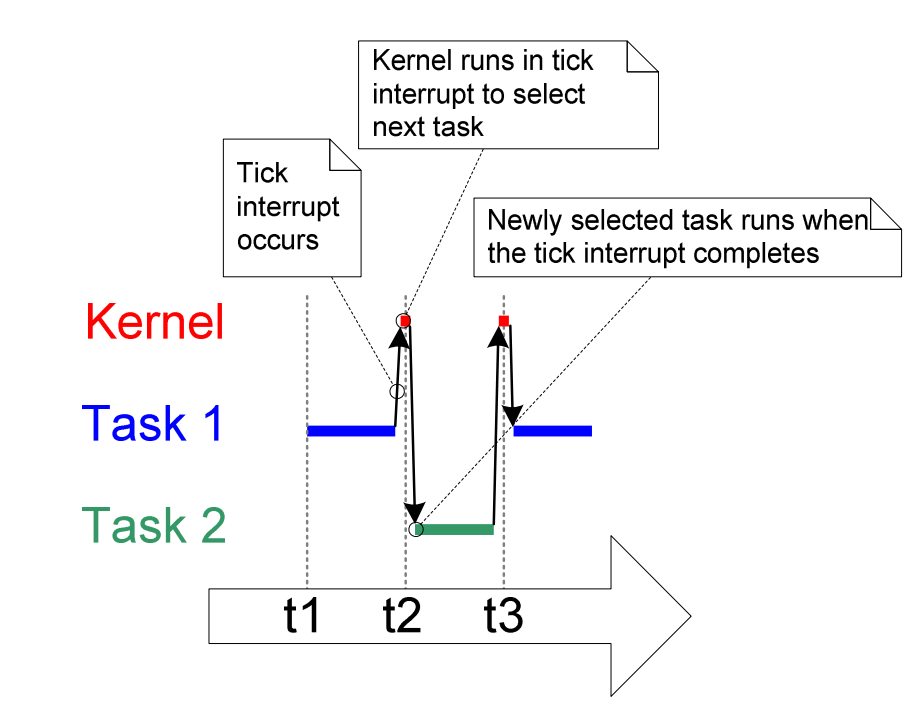 Kernel runs in tick
interrupt to select
next task
Tick
interrupt
occurs
Newly selected task runs when
the tick interrupt completes
Kernel
Task 1
Task 2
t1 t2 t3